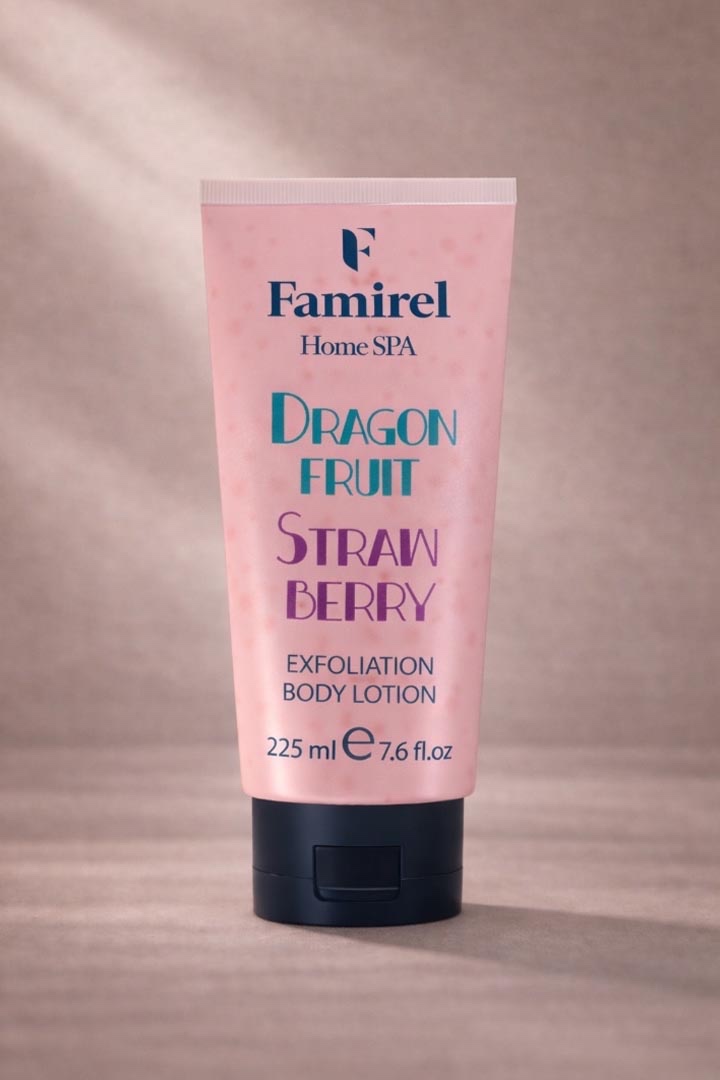 F
Famirel
Home SPA
DRAGON
FRUIT
STRAW
BERRY
EXFOLIATION
BODY LOTION
225 ml e 7.6 fl.oz